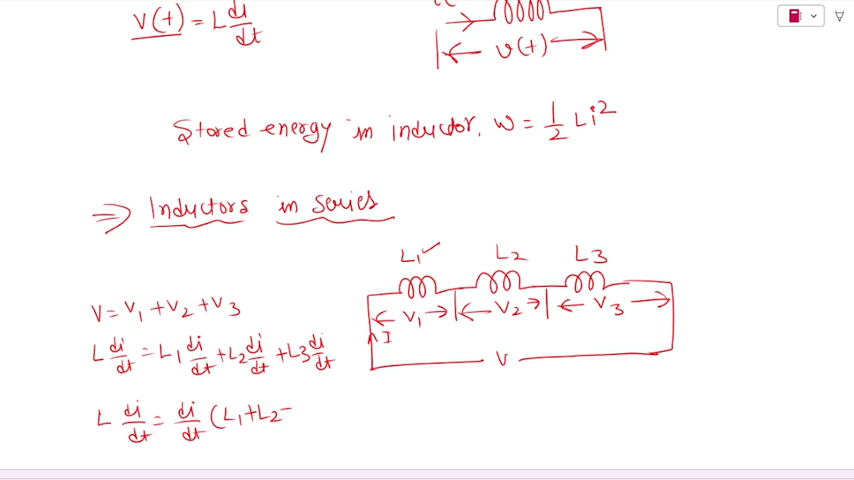 V(t) = L di/dt
v(t)
Stored energy in inductor, W = 1/2 Li²
⇒ Inductors in series
L1 ✓ L2 L3
V = V1 + V2 + V3
V1 V2 V3
I
L di/dt = L1 di/dt + L2 di/dt + L3 di/dt
V
L di/dt = di/dt (L1 + L2 -